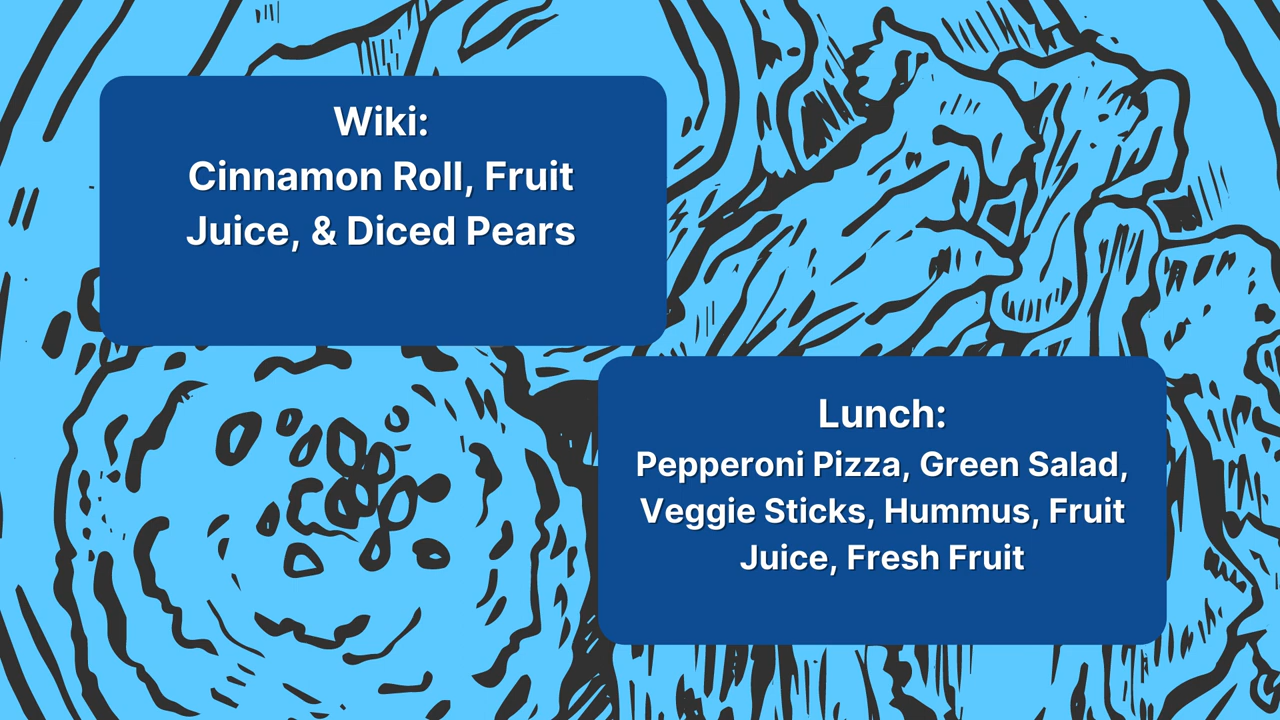 Wiki:
Cinnamon Roll, Fruit
Juice, & Diced Pears
Lunch:
Pepperoni Pizza, Green Salad,
Veggie Sticks, Hummus, Fruit
Juice, Fresh Fruit